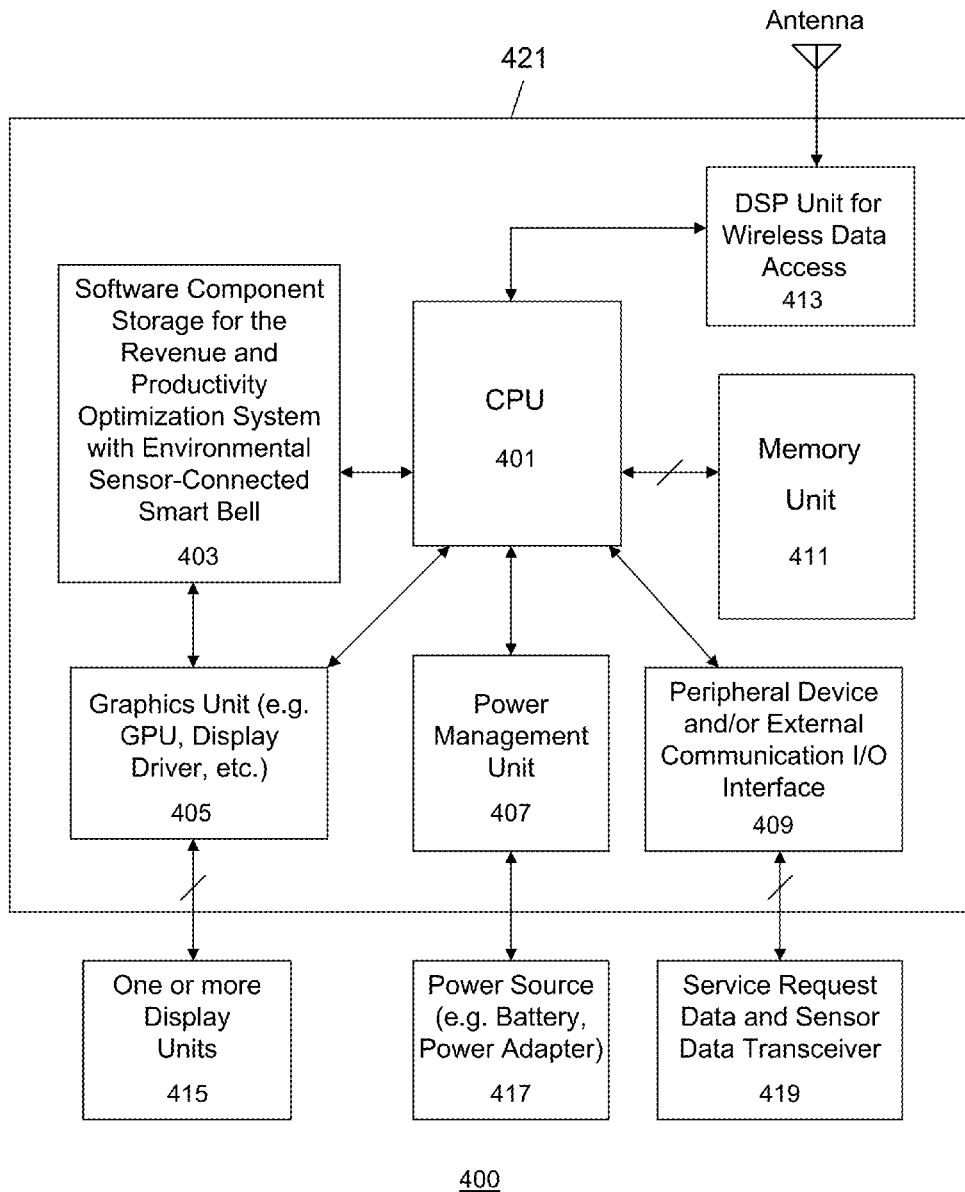 Antenna
421
DSP Unit for
Wireless Data
Access
413
Software Component
Storage for the
Revenue and
Productivity
Optimization System
with Environmental
Sensor-Connected
Smart Bell
403
CPU
401
Memory
Unit
411
Graphics Unit (e.g.
GPU, Display
Driver, etc.)
405
Power
Management
Unit
407
Peripheral Device
and/or External
Communication I/O
Interface
409
One or more
Display
Units
415
Power Source
(e.g. Battery,
Power Adapter)
417
Service Request
Data and Sensor
Data Transceiver
419
400